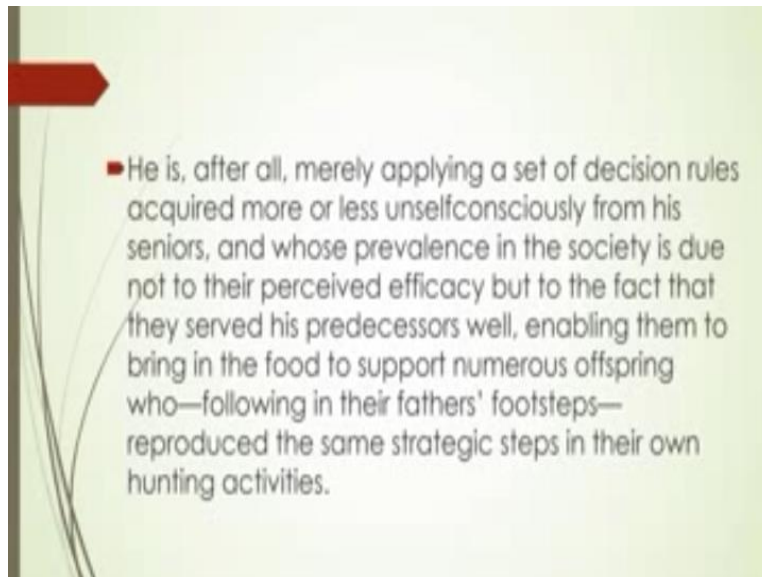 He is, after all, merely applying a set of decision rules
acquired more or less unselfconsciously from his
seniors, and whose prevalence in the society is due
not to their perceived efficacy but to the fact that
they served his predecessors well, enabling them to
bring in the food to support numerous offspring
who—following in their fathers' footsteps—
reproduced the same strategic steps in their own
hunting activities.